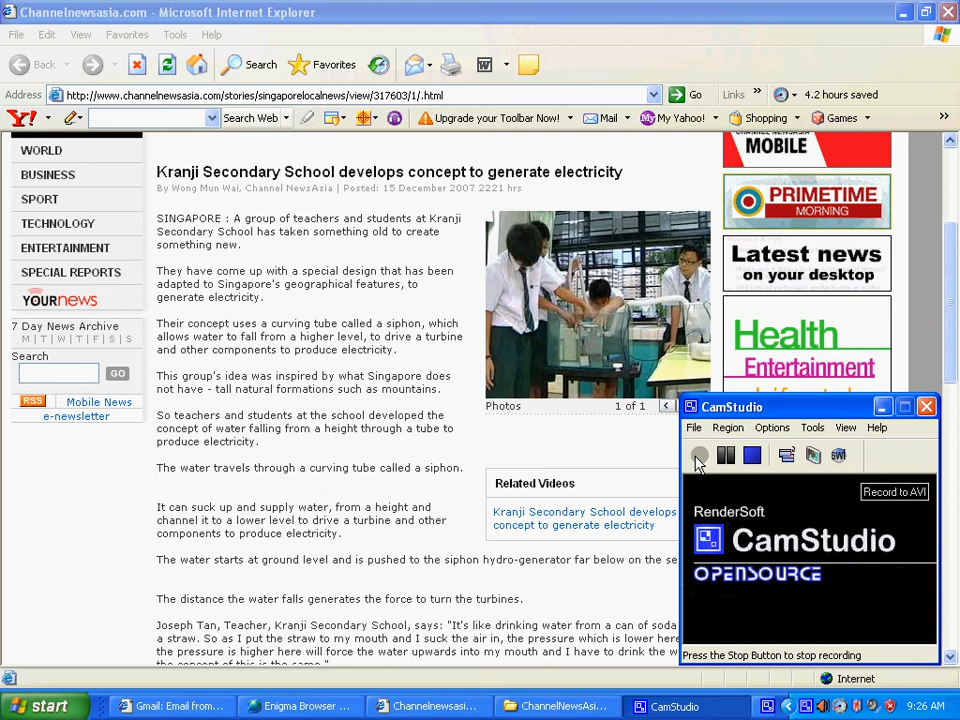 Channelnewsasia.com - Microsoft Internet Explorer
File Edit View Favorites Tools Help
Back Search Favorites
Address http://www.channelnewsasia.com/stories/singaporelocalnews/view/317603/1/.html Go Links » 4.2 hours saved
Y! Search Web Upgrade your Toolbar Now! Mail My Yahoo! Shopping Games »
WORLD
BUSINESS
SPORT
TECHNOLOGY
ENTERTAINMENT
SPECIAL REPORTS
YOURnews
7 Day News Archive
M | T | W | T | F | S | S
Search
GO
RSS Mobile News
e-newsletter
Kranji Secondary School develops concept to generate electricity
By Wong Mun Wai, Channel NewsAsia | Posted: 15 December 2007 2221 hrs
SINGAPORE : A group of teachers and students at Kranji
Secondary School has taken something old to create
something new.
They have come up with a special design that has been
adapted to Singapore's geographical features, to
generate electricity.
Their concept uses a curving tube called a siphon, which
allows water to fall from a higher level, to drive a turbine
and other components to produce electricity.
This group's idea was inspired by what Singapore does
not have - tall natural formations such as mountains.
So teachers and students at the school developed the
concept of water falling from a height through a tube to
produce electricity.
The water travels through a curving tube called a siphon.
It can suck up and supply water, from a height and
channel it to a lower level to drive a turbine and other
components to produce electricity.
The water starts at ground level and is pushed to the siphon hydro-generator far below on the se
The distance the water falls generates the force to turn the turbines.
Joseph Tan, Teacher, Kranji Secondary School, says: "It's like drinking water from a can of soda
a straw. So as I put the straw to my mouth and I suck the air in, the pressure which is lower here
the pressure is higher here will force the water upwards into my mouth and I have to drink the w
the concept of this is the same."
Photos 1 of 1
Related Videos
Kranji Secondary School develops
concept to generate electricity
MOBILE
PRIMETIME
MORNING
Latest news
on your desktop
Health
Entertainment
CamStudio
File Region Options Tools View Help
SWF
Record to AVI
RenderSoft
CamStudio
OPENSOURCE
Press the Stop Button to stop recording
Internet
start Gmail: Email from... Enigma Browser ... Channelnewsasi... ChannelNewsAsi... CamStudio 9:26 AM